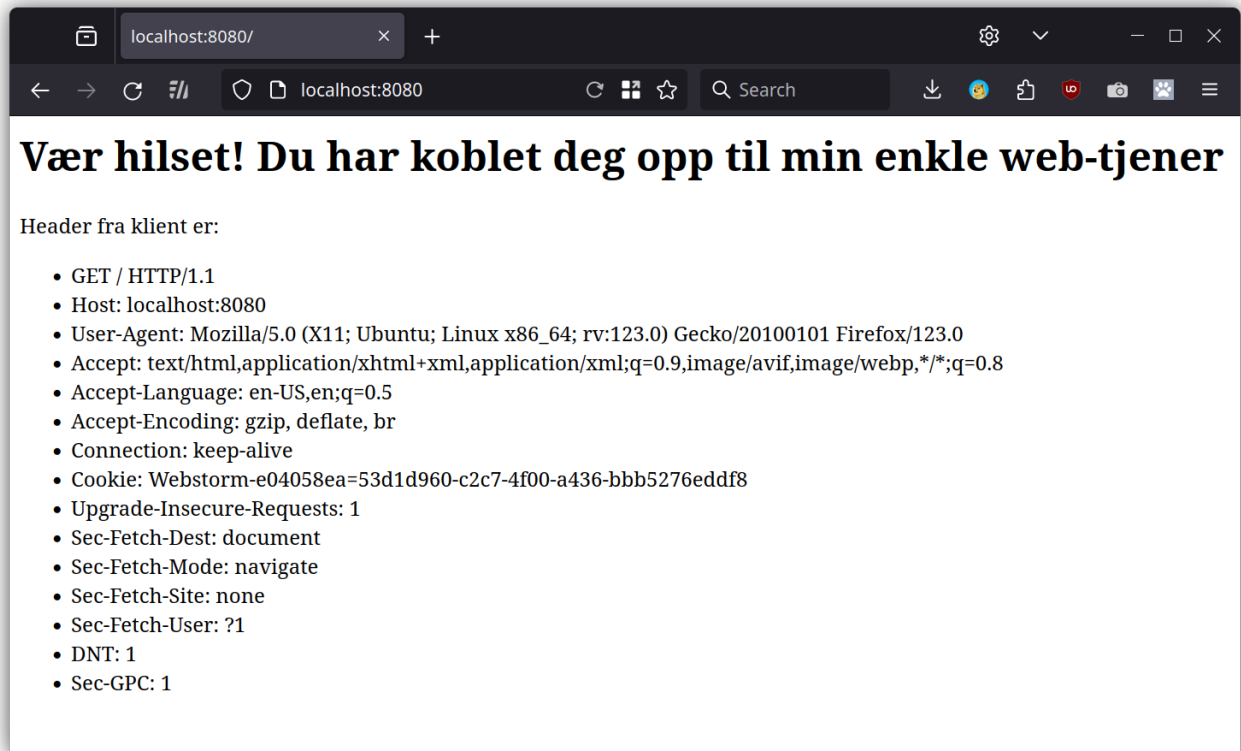 localhost:8080/
localhost:8080
Search
Vær hilset! Du har koblet deg opp til min enkle web-tjener
Header fra klient er:
• GET / HTTP/1.1
• Host: localhost:8080
• User-Agent: Mozilla/5.0 (X11; Ubuntu; Linux x86_64; rv:123.0) Gecko/20100101 Firefox/123.0
• Accept: text/html,application/xhtml+xml,application/xml;q=0.9,image/avif,image/webp,*/*;q=0.8
• Accept-Language: en-US,en;q=0.5
• Accept-Encoding: gzip, deflate, br
• Connection: keep-alive
• Cookie: Webstorm-e04058ea=53d1d960-c2c7-4f00-a436-bbb5276eddf8
• Upgrade-Insecure-Requests: 1
• Sec-Fetch-Dest: document
• Sec-Fetch-Mode: navigate
• Sec-Fetch-Site: none
• Sec-Fetch-User: ?1
• DNT: 1
• Sec-GPC: 1